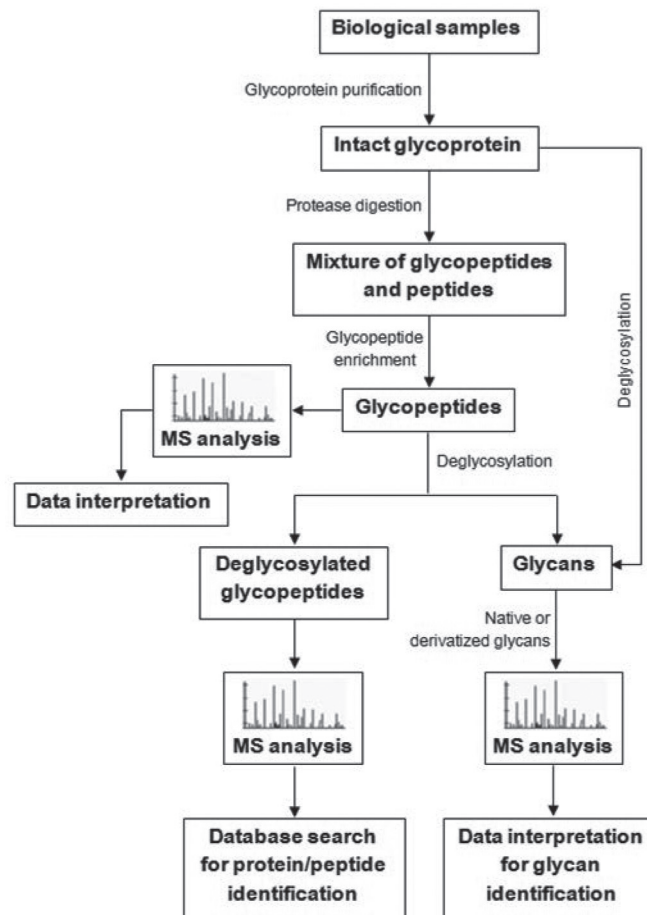 Biological samples
Glycoprotein purification
Intact glycoprotein
Protease digestion
Mixture of glycopeptides
and peptides
Deglycosylation
Glycopeptide
enrichment
Glycopeptides
MS analysis
Deglycosylation
Data interpretation
Deglycosylated
glycopeptides
Glycans
Native or
derivatized glycans
MS analysis
MS analysis
Database search
for protein/peptide
identification
Data interpretation
for glycan
identification